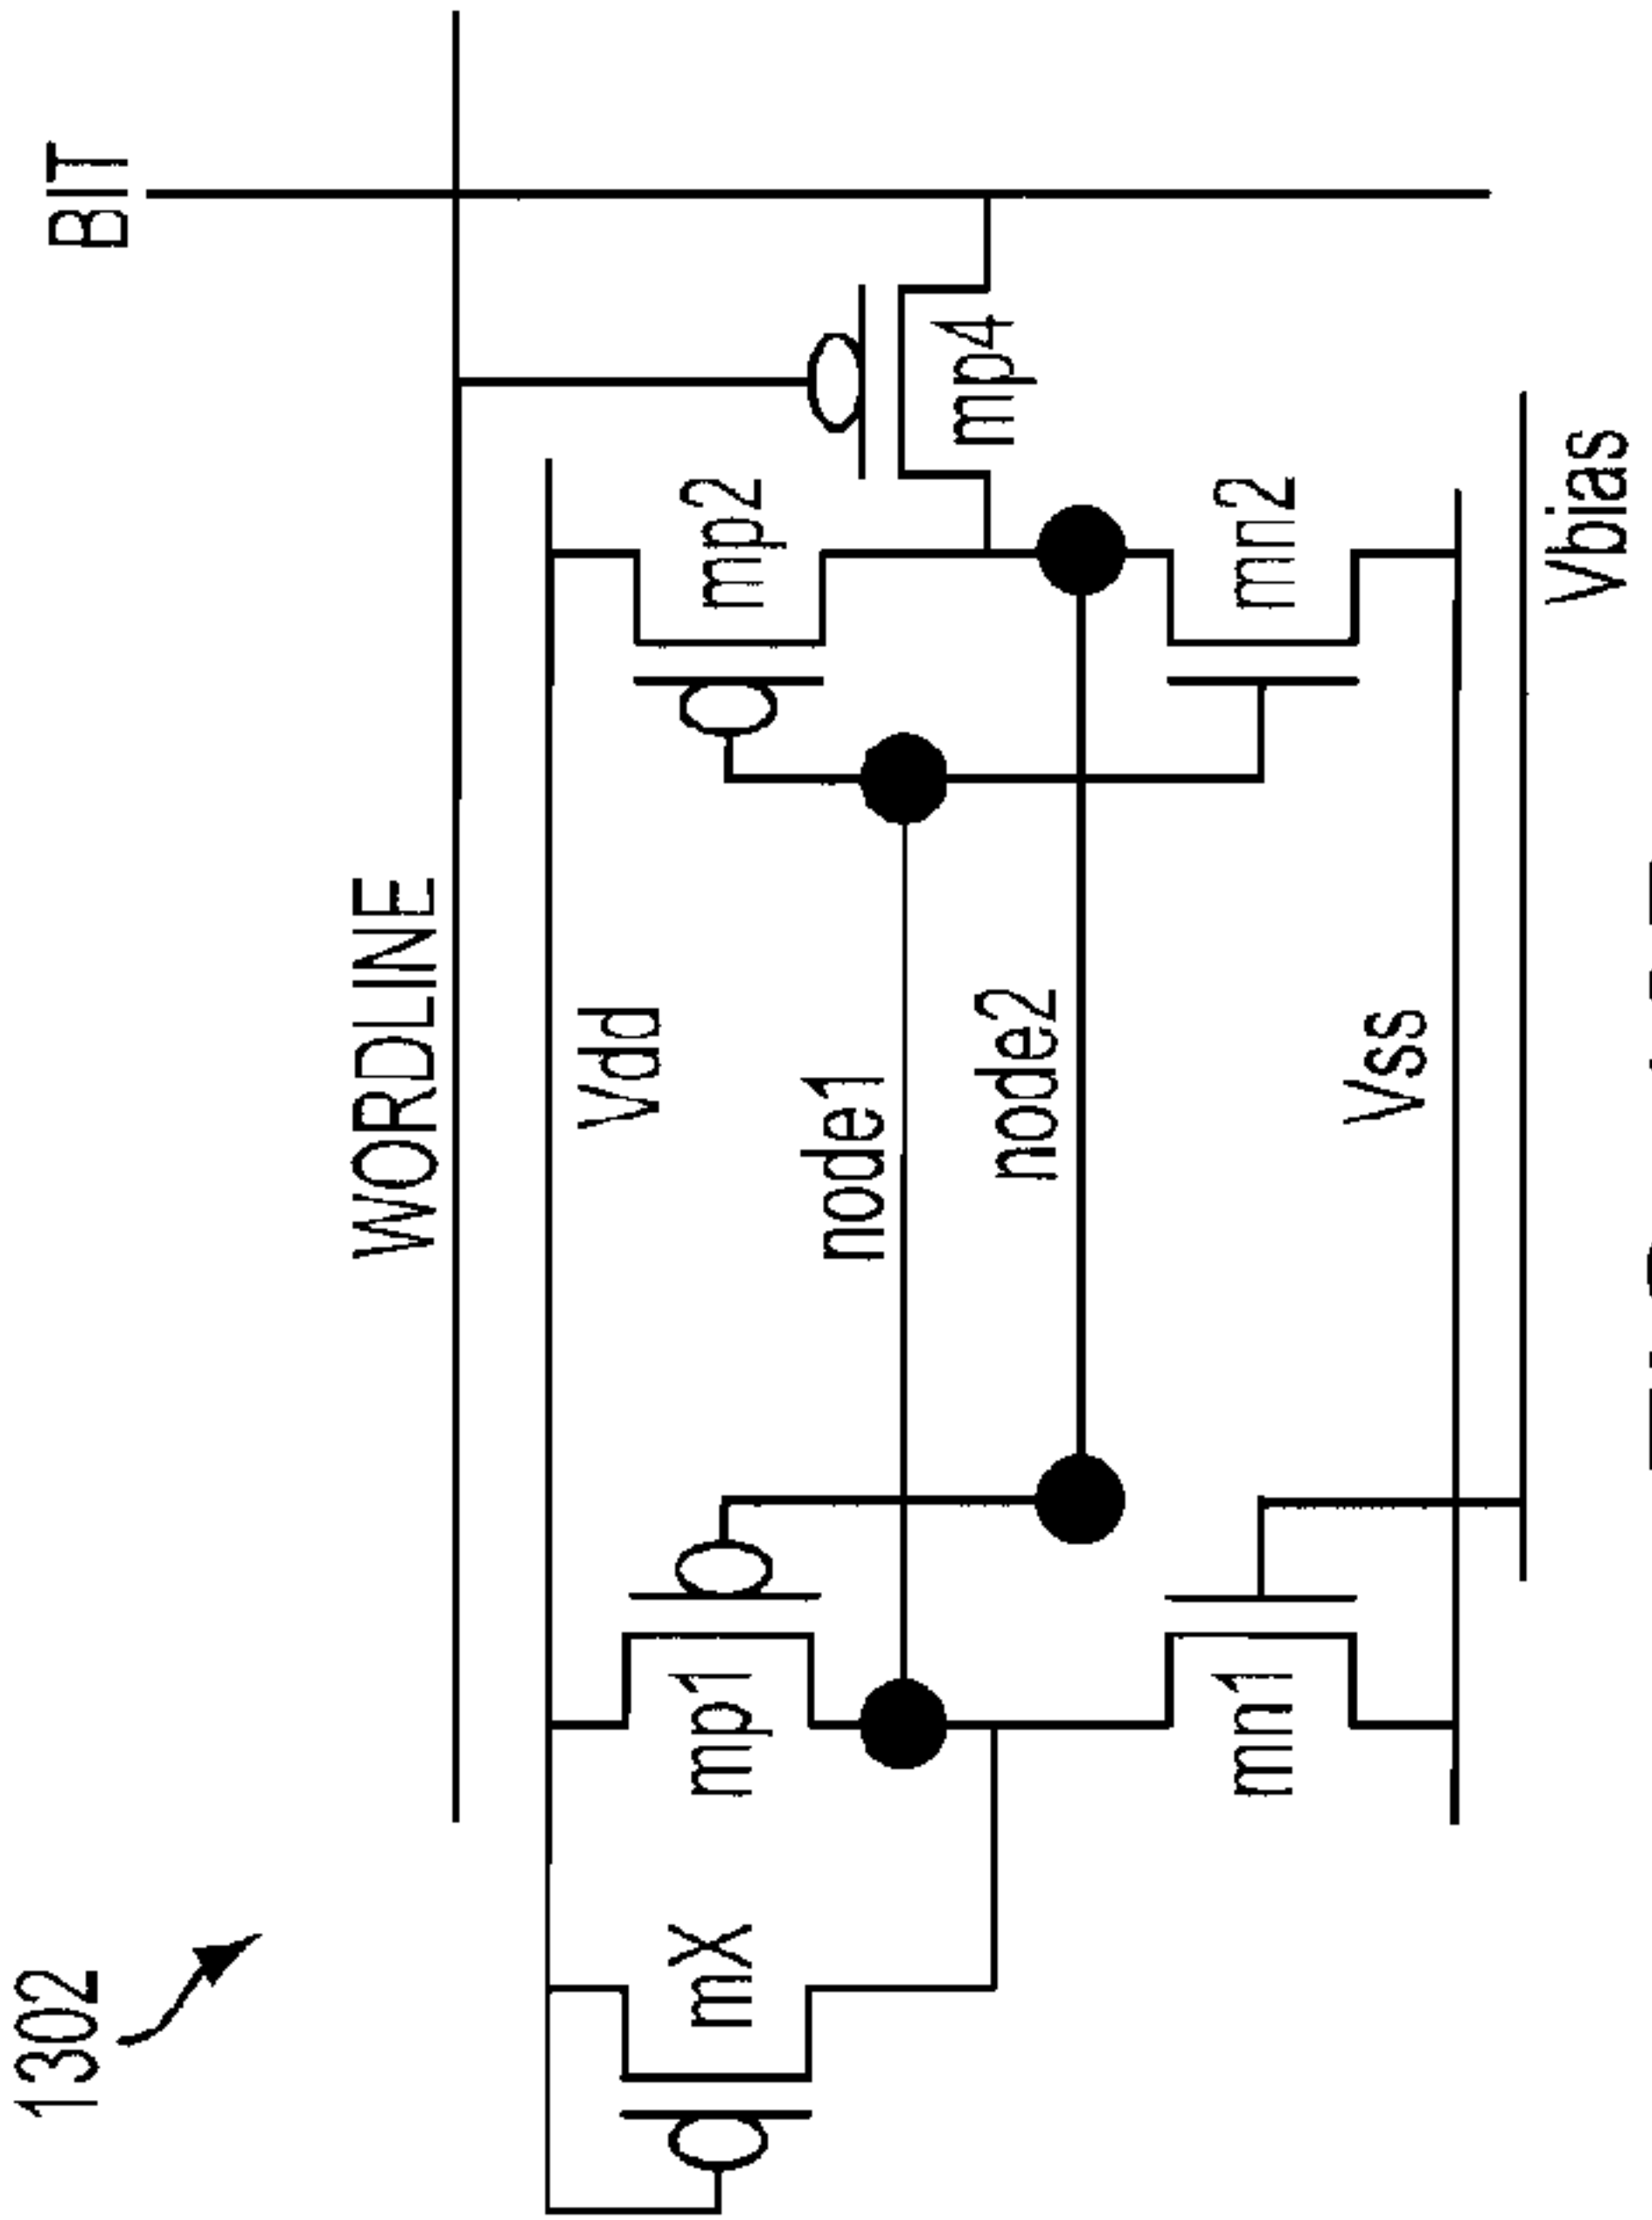 1302
WORDLINE
BIT
Vdd
mX
mp1
mp2
node1
mp4
node2
mn1
mn2
Vss
Vbias